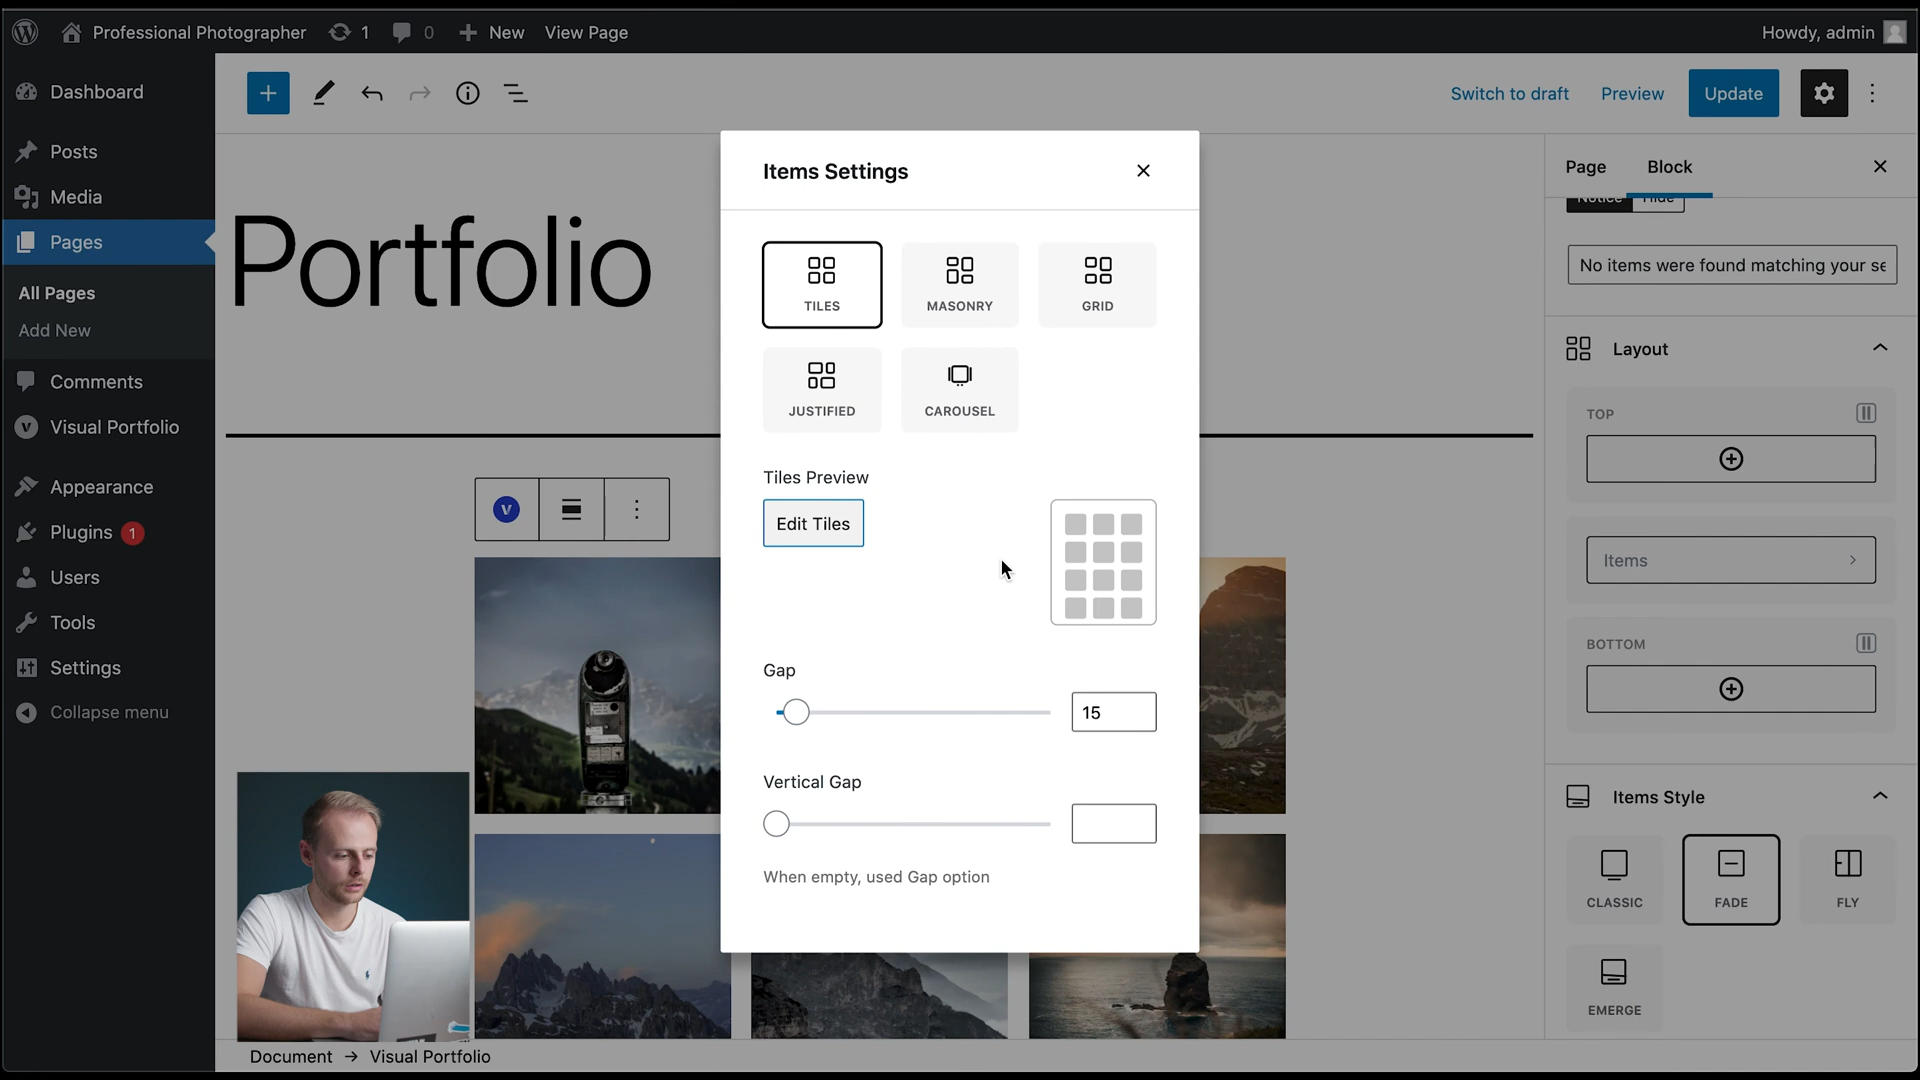 Professional Photographer
1
0
New
View Page
Howdy, admin
Dashboard
Posts
Media
Pages
All Pages
Add New
Comments
Visual Portfolio
Appearance
Plugins 1
Users
Tools
Settings
Collapse menu
Switch to draft
Preview
Update
Portfolio
Items Settings
TILES
MASONRY
GRID
JUSTIFIED
CAROUSEL
Tiles Preview
Edit Tiles
Gap
15
Vertical Gap
When empty, used Gap option
Page
Block
Notice
Hide
No items were found matching your se
Layout
TOP
Items
BOTTOM
Items Style
CLASSIC
FADE
FLY
EMERGE
Document → Visual Portfolio